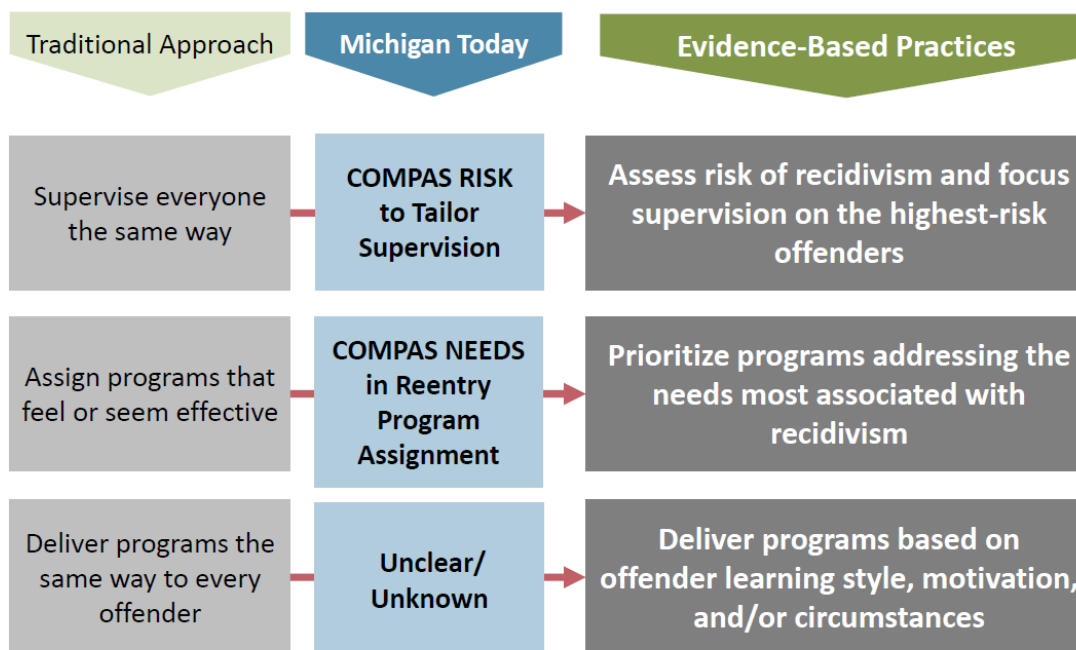 Traditional Approach
Michigan Today
Evidence-Based Practices
Supervise everyone
the same way
COMPAS RISK
to Tailor
Supervision
Assess risk of recidivism and focus
supervision on the highest-risk
offenders
Assign programs that
feel or seem effective
COMPAS NEEDS
in Reentry
Program
Assignment
Prioritize programs addressing the
needs most associated with
recidivism
Deliver programs the
same way to every
offender
Unclear/
Unknown
Deliver programs based on
offender learning style, motivation,
and/or circumstances